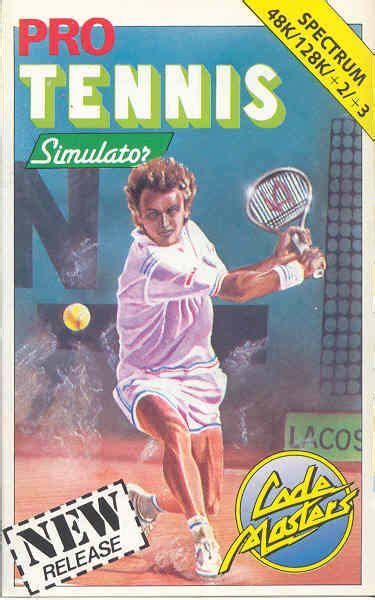 PRO
TENNIS
Simulator
SPECTRUM
48K/128K/+2/+3
LACOS
Code
Masters
NEW
RELEASE